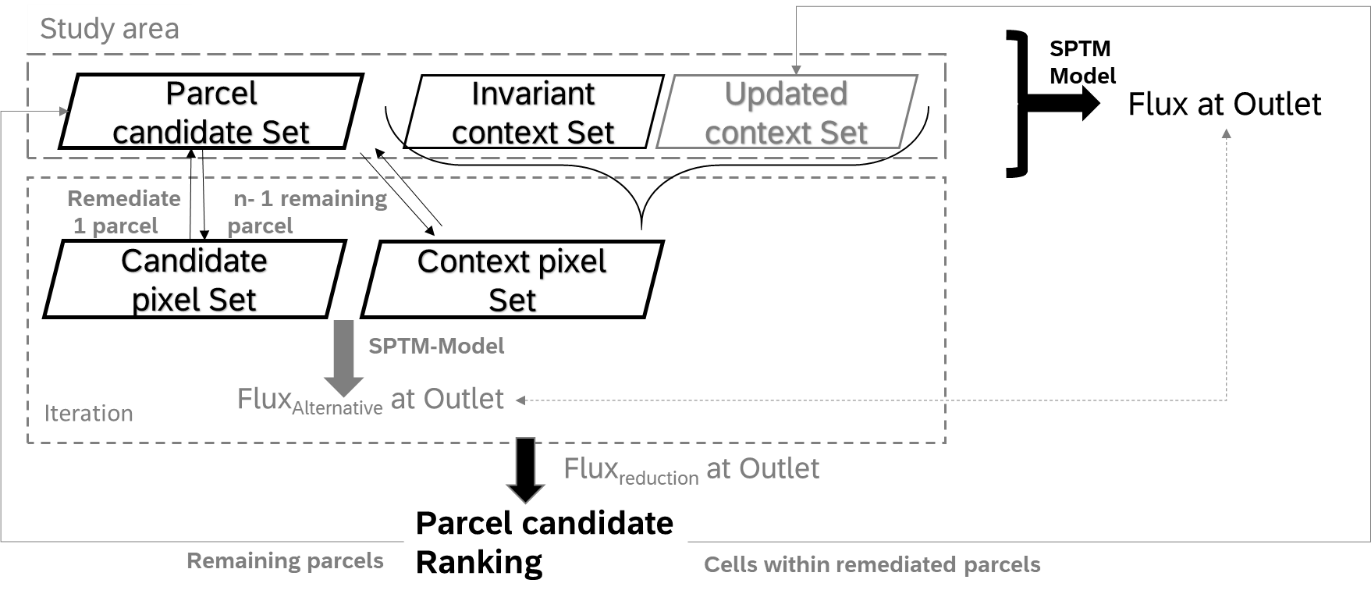 Study area
Parcel
candidate Set
Invariant
context Set
Updated
context Set
SPTM
Model
Flux at Outlet
Remediate
1 parcel
n- 1 remaining
parcel
Candidate
pixel Set
Context pixel
Set
SPTM-Model
FluxAlternative at Outlet
Iteration
Fluxreduction at Outlet
Parcel candidate
Ranking
Remaining parcels
Cells within remediated parcels